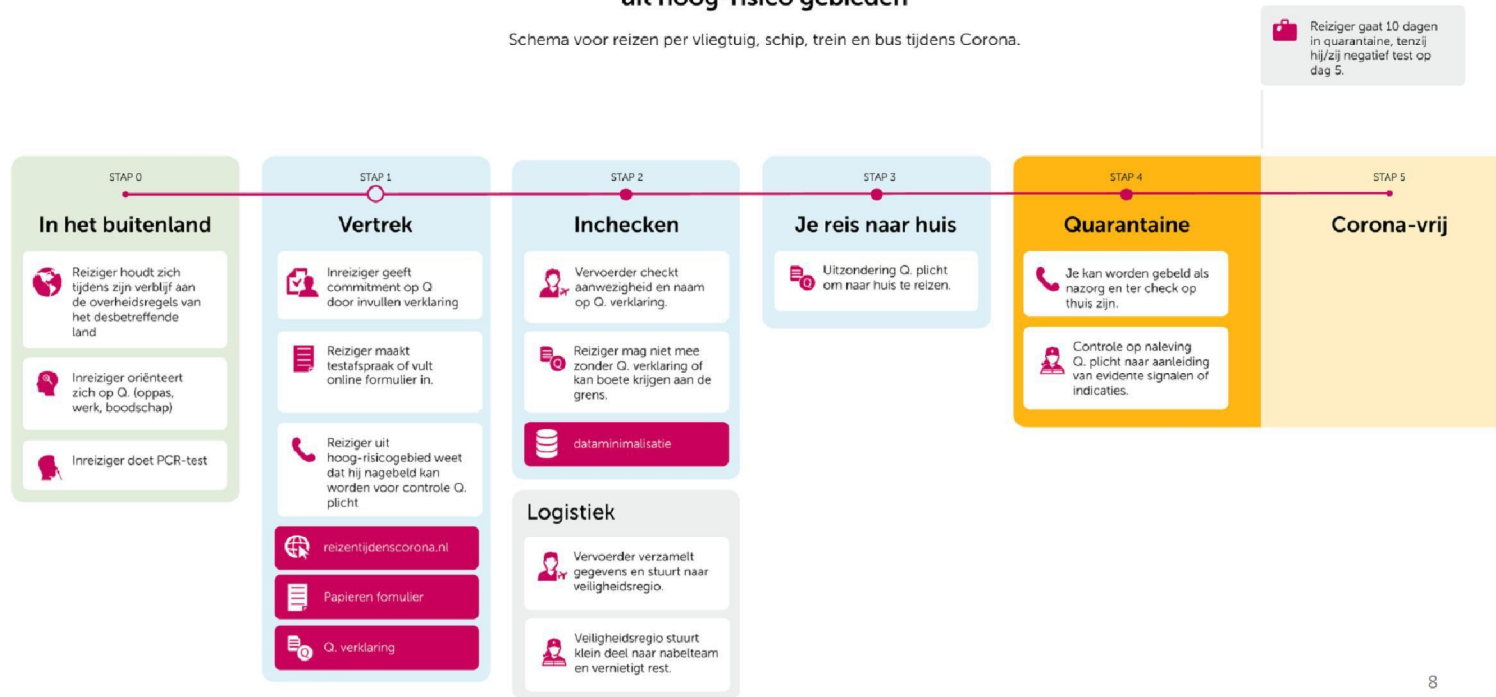 uit hoog-risico gebieden
Schema voor reizen per vliegtuig, schip, trein en bus tijdens Corona.
Reiziger gaat 10 dagen
in quarantaine, tenzij
hij/zij negatief test op
dag 5.
STAP 0
In het buitenland
Reiziger houdt zich
tijdens zijn verblijf aan
de overheidsregels van
het desbetreffende
land
Inreiziger oriënteert
zich op Q. (oppas,
werk, boodschap)
Inreiziger doet PCR-test
STAP 1
Vertrek
Inreiziger geeft
commitment op Q
door invullen verklaring
Reiziger maakt
testafspraak of vult
online formulier in.
Reiziger uit
hoog-risicogebied weet
dat hij nagebeld kan
worden voor controle Q.
plicht
reizentijdenscorona.nl
Papieren fomulier
Q. verklaring
STAP 2
Inchecken
Vervoerder checkt
aanwezigheid en naam
op Q. verklaring.
Reiziger mag niet mee
zonder Q. verklaring of
kan boete krijgen aan de
grens.
dataminimalisatie
Logistiek
Vervoerder verzamelt
gegevens en stuurt naar
veiligheidsregio.
Veiligheidsregio stuurt
klein deel naar nabelteam
en vernietigt rest.
STAP 3
Je reis naar huis
Uitzondering Q. plicht
om naar huis te reizen.
STAP 4
Quarantaine
Je kan worden gebeld als
nazorg en ter check op
thuis zijn.
Controle op naleving
Q. plicht naar aanleiding
van evidente signalen of
indicaties.
STAP 5
Corona-vrij
8